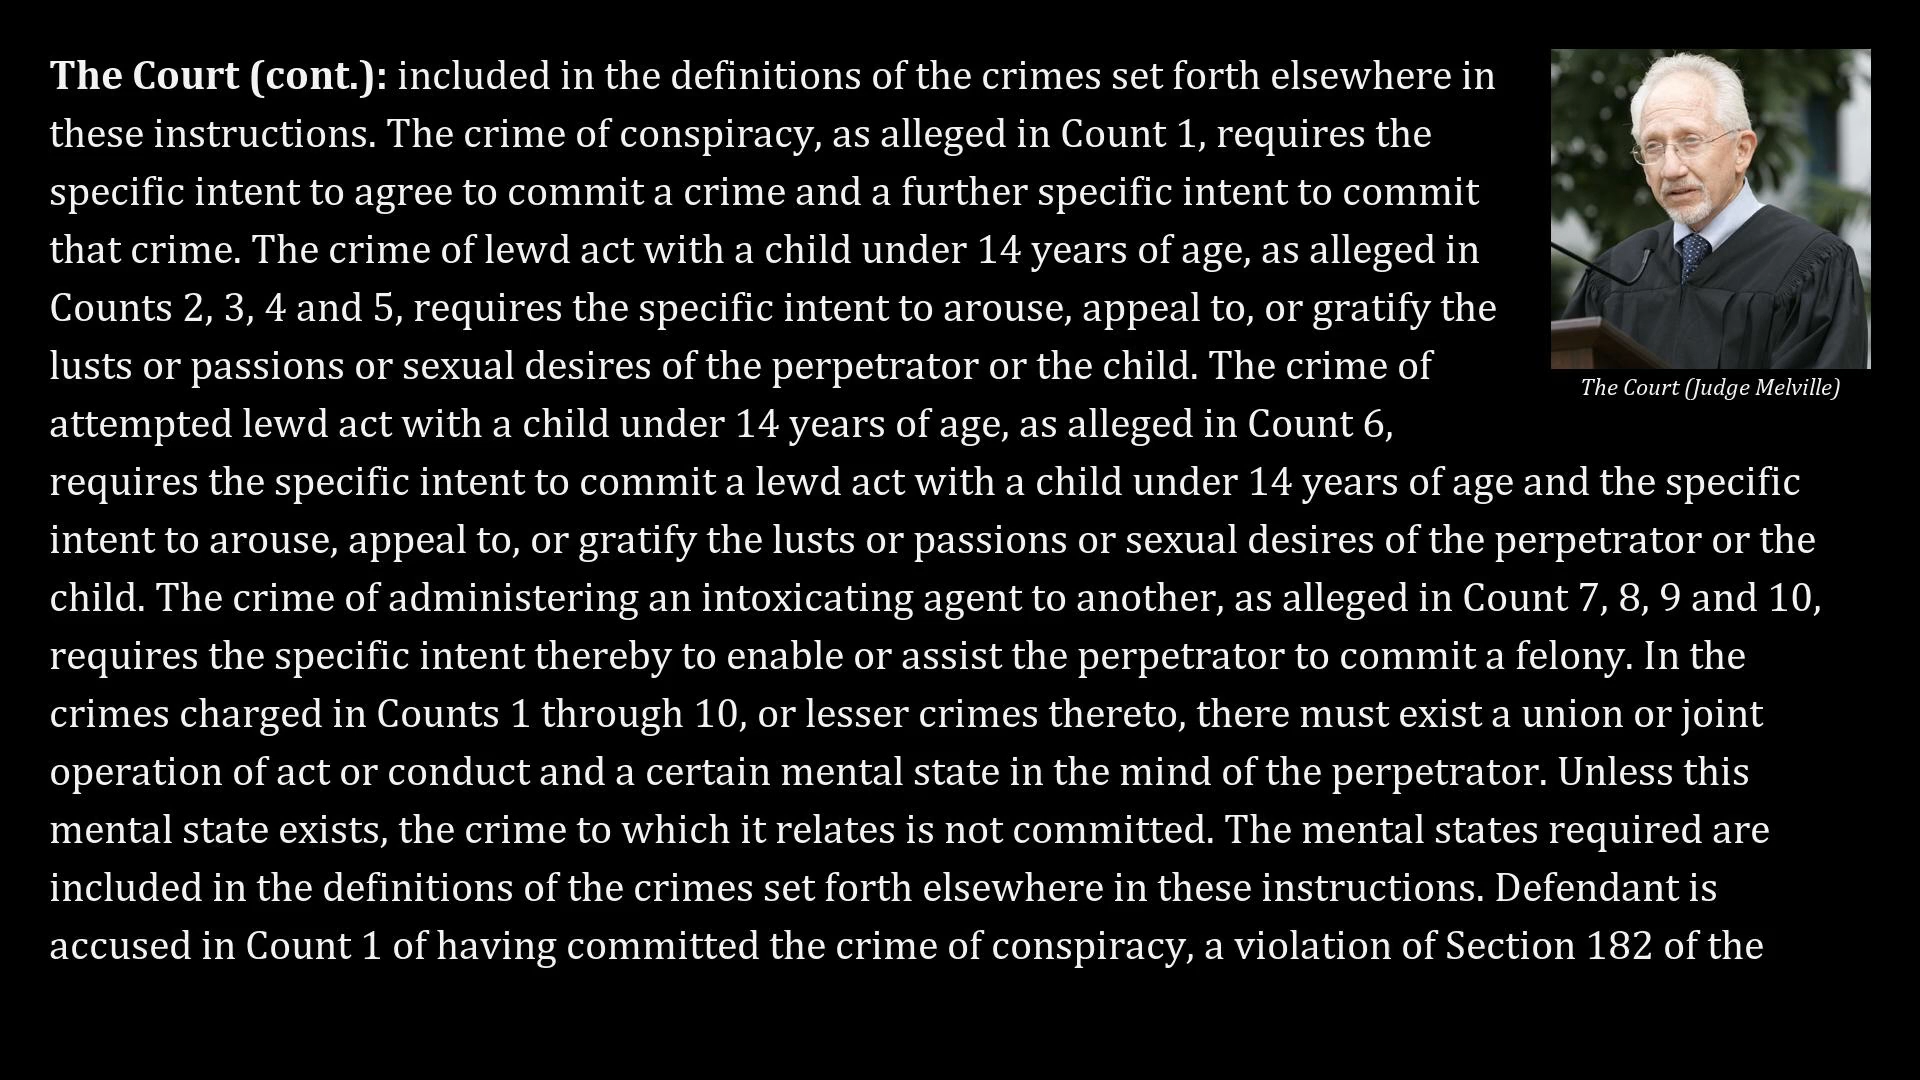 The Court (cont.): included in the definitions of the crimes set forth elsewhere in
these instructions. The crime of conspiracy, as alleged in Count 1, requires the
specific intent to agree to commit a crime and a further specific intent to commit
that crime. The crime of lewd act with a child under 14 years of age, as alleged in
Counts 2, 3, 4 and 5, requires the specific intent to arouse, appeal to, or gratify the
lusts or passions or sexual desires of the perpetrator or the child. The crime of
attempted lewd act with a child under 14 years of age, as alleged in Count 6,
requires the specific intent to commit a lewd act with a child under 14 years of age and the specific
intent to arouse, appeal to, or gratify the lusts or passions or sexual desires of the perpetrator or the
child. The crime of administering an intoxicating agent to another, as alleged in Count 7, 8, 9 and 10,
requires the specific intent thereby to enable or assist the perpetrator to commit a felony. In the
crimes charged in Counts 1 through 10, or lesser crimes thereto, there must exist a union or joint
operation of act or conduct and a certain mental state in the mind of the perpetrator. Unless this
mental state exists, the crime to which it relates is not committed. The mental states required are
included in the definitions of the crimes set forth elsewhere in these instructions. Defendant is
accused in Count 1 of having committed the crime of conspiracy, a violation of Section 182 of the
The Court (Judge Melville)